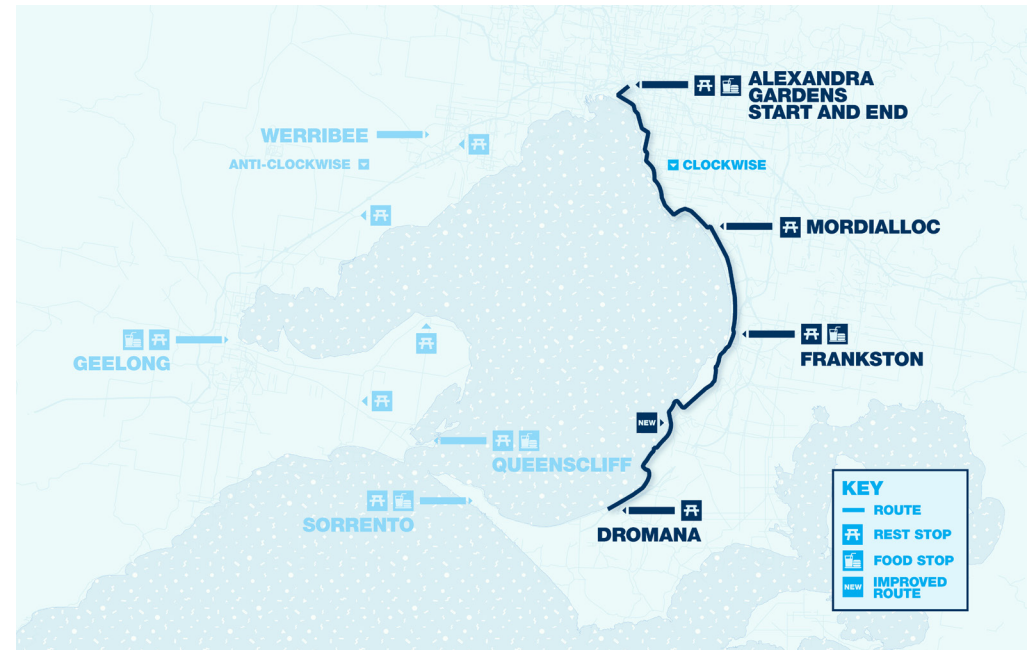 ALEXANDRA
GARDENS
START AND END
WERRIBEE
ANTI-CLOCKWISE
CLOCKWISE
MORDIALLOC
GEELONG
FRANKSTON
NEW
QUEENSCLIFF
SORRENTO
DROMANA
KEY
ROUTE
REST STOP
FOOD STOP
NEW
IMPROVED
ROUTE